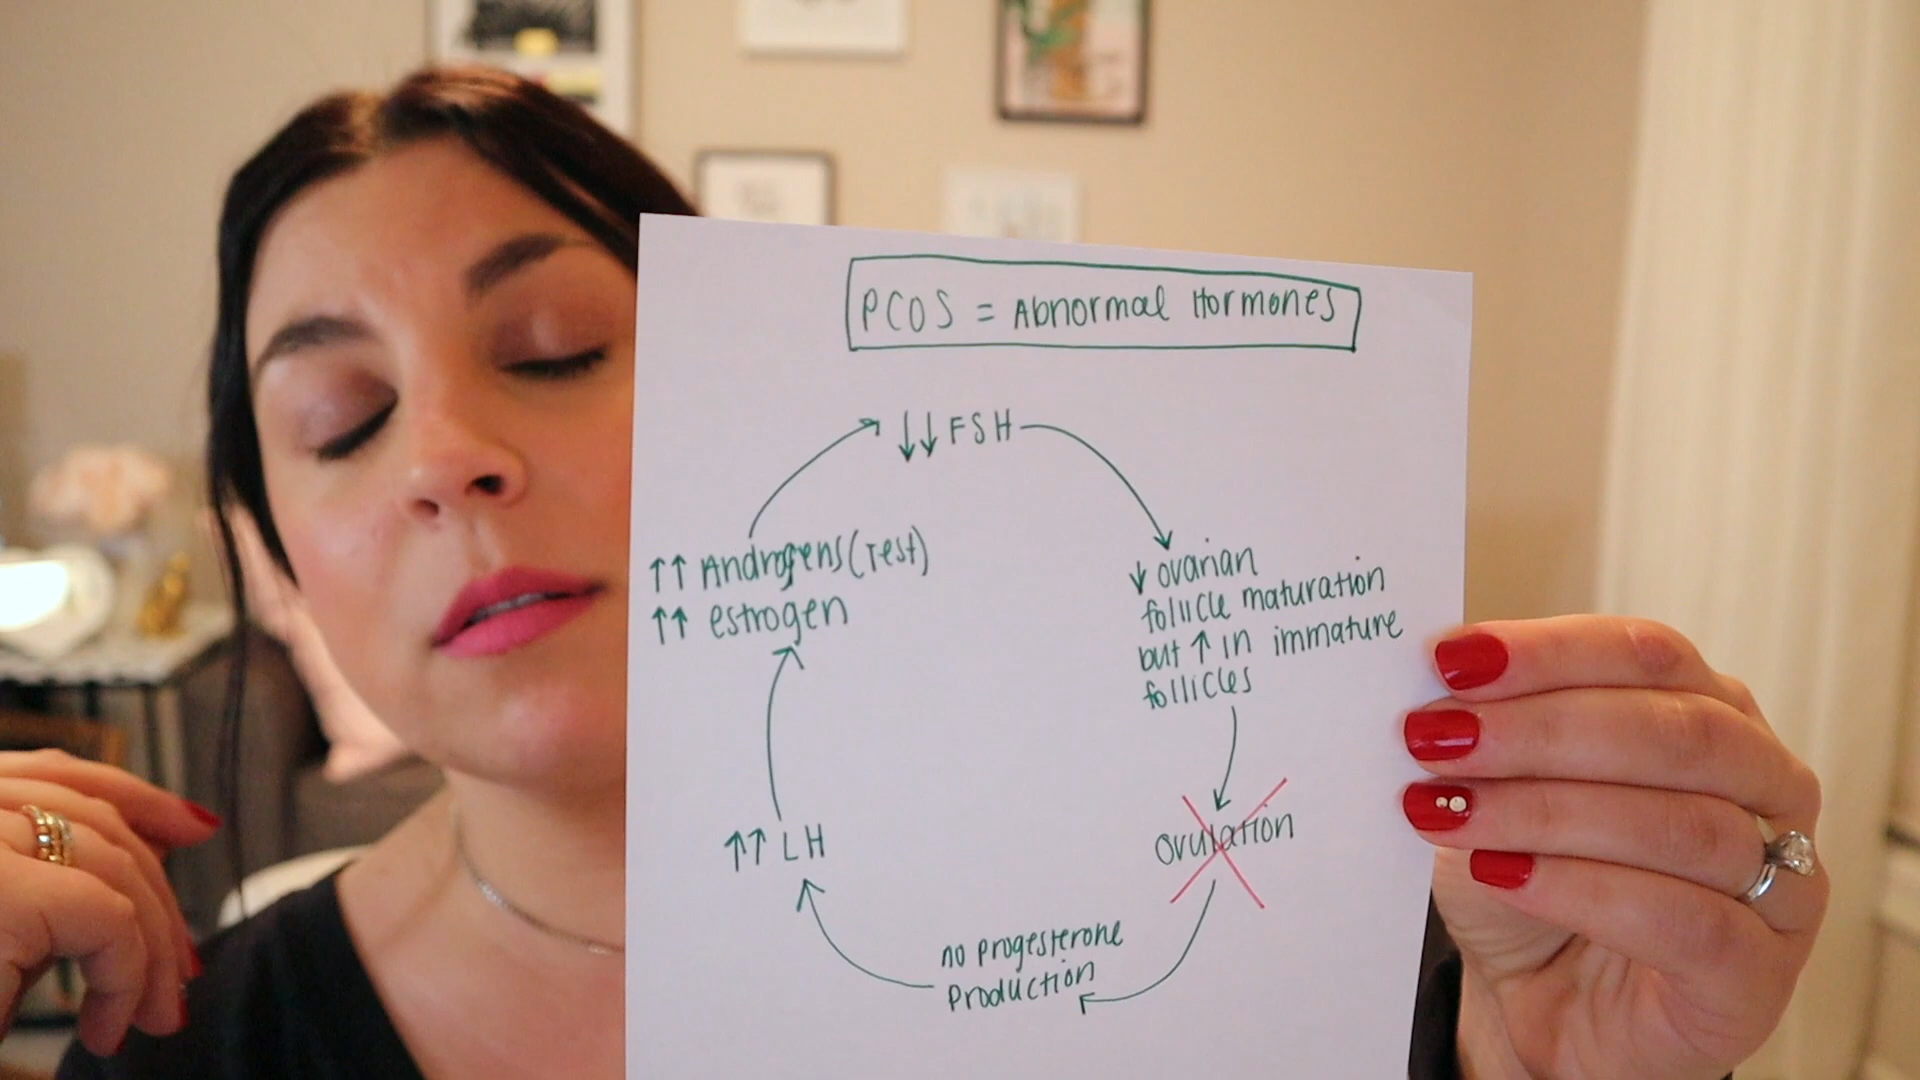 PCOS = Abnormal Hormones
↓↓ FSH
↓ ovarian
follicle maturation
but ↑ in immature
follicles
ovulation
no progesterone
production
↑↑ LH
↑↑ Androgens (Test)
↑↑ estrogen